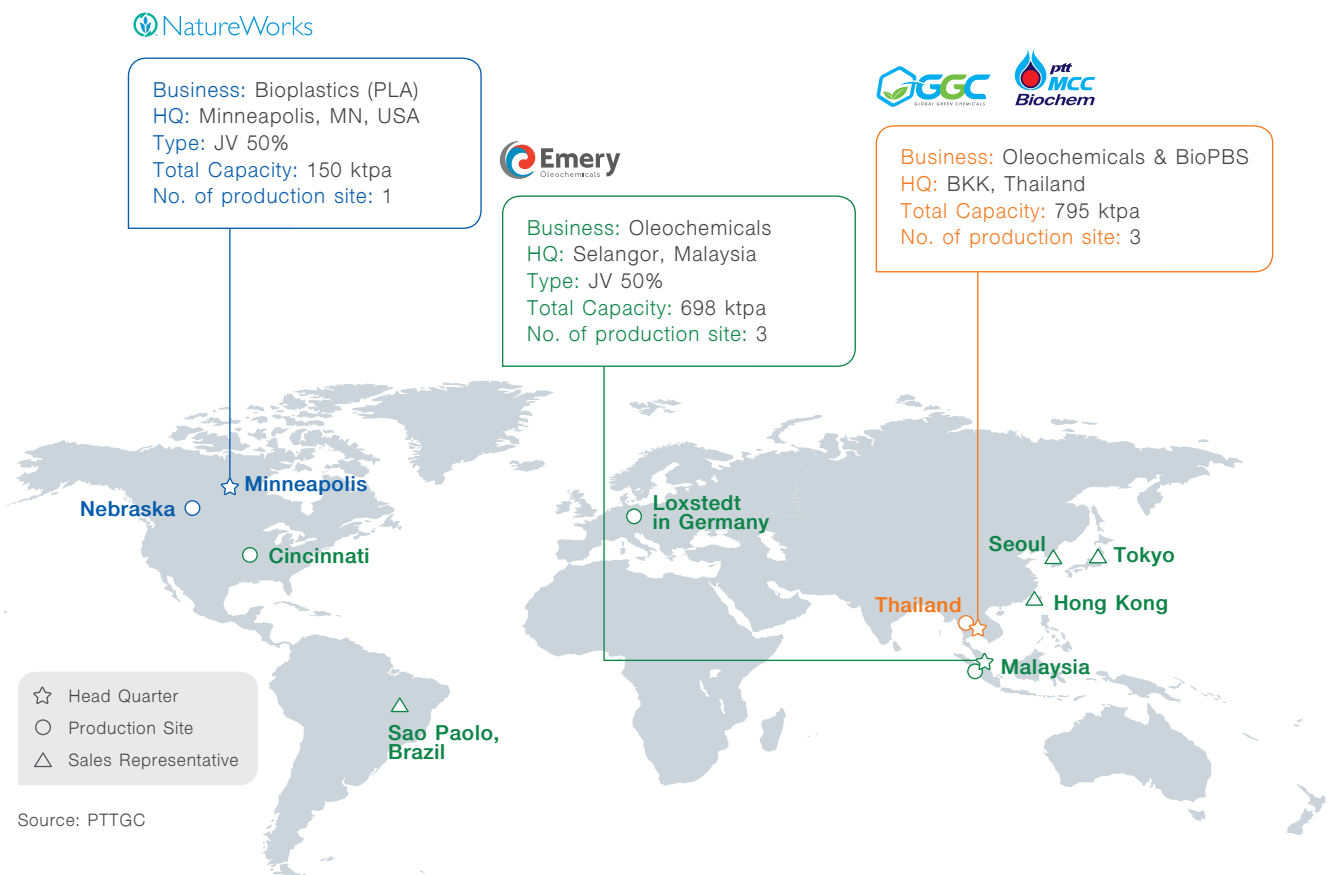 NatureWorks
Business: Bioplastics (PLA)
HQ: Minneapolis, MN, USA
Type: JV 50%
Total Capacity: 150 ktpa
No. of production site: 1
Emery
Oleochemicals
Business: Oleochemicals
HQ: Selangor, Malaysia
Type: JV 50%
Total Capacity: 698 ktpa
No. of production site: 3
GGC
GLOBAL GREEN CHEMICALS
ptt
MCC
Biochem
Business: Oleochemicals & BioPBS
HQ: BKK, Thailand
Total Capacity: 795 ktpa
No. of production site: 3
Minneapolis
Nebraska
Cincinnati
Loxstedt
in Germany
Seoul
Tokyo
Hong Kong
Thailand
Malaysia
Sao Paolo,
Brazil
Head Quarter
Production Site
Sales Representative
Source: PTTGC